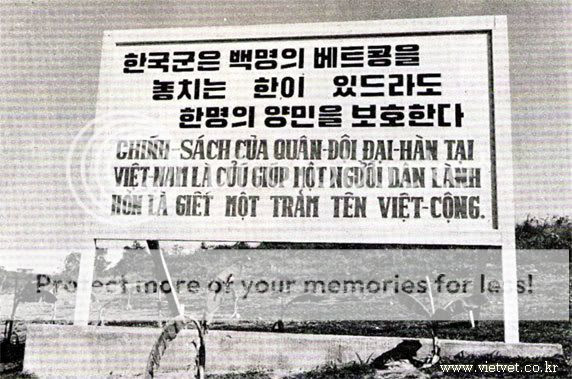 한국군은 백명의 베트콩을
놓치는 한이 있드라도
한명의 양민을 보호한다
CHÍNH-SÁCH CỦA QUÂN-ĐỘI ĐẠI-HÀN TẠI
VIỆT-NAM LÀ CỨU GIÚP MỘT NGƯỜI DÂN LÀNH
HƠN LÀ GIẾT MỘT TRĂM TÊN VIỆT-CỘNG.
Protect more of your memories for less!
www.vietvet.co.kr